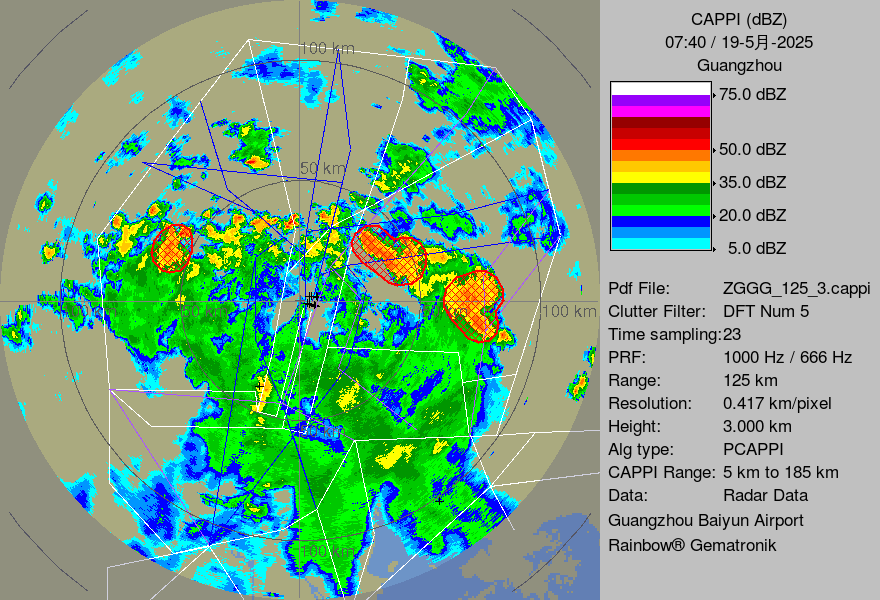 CAPPI (dBZ)
07:40 / 19-5月-2025
Guangzhou
75.0 dBZ
50.0 dBZ
35.0 dBZ
20.0 dBZ
5.0 dBZ
Pdf File: ZGGG_125_3.cappi
Clutter Filter: DFT Num 5
Time sampling:23
PRF: 1000 Hz / 666 Hz
Range: 125 km
Resolution: 0.417 km/pixel
Height: 3.000 km
Alg type: PCAPPI
CAPPI Range: 5 km to 185 km
Data: Radar Data
Guangzhou Baiyun Airport
Rainbow® Gematronik
100 km
50 km
100 km
100 km